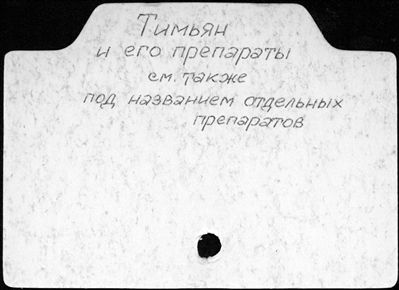 Тимьян
и его препараты
см. также
под названием отдельных
препаратов